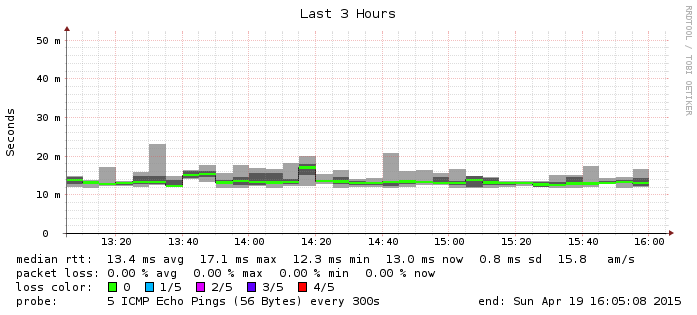 Last 3 Hours
RRDTOOL / TOBI OETIKER
Seconds
50 m
40 m
30 m
20 m
10 m
0
13:20 13:40 14:00 14:20 14:40 15:00 15:20 15:40 16:00
median rtt: 13.4 ms avg 17.1 ms max 12.3 ms min 13.0 ms now 0.8 ms sd 15.8 am/s
packet loss: 0.00 % avg 0.00 % max 0.00 % min 0.00 % now
loss color: 0 1/5 2/5 3/5 4/5
probe: 5 ICMP Echo Pings (56 Bytes) every 300s end: Sun Apr 19 16:05:08 2015